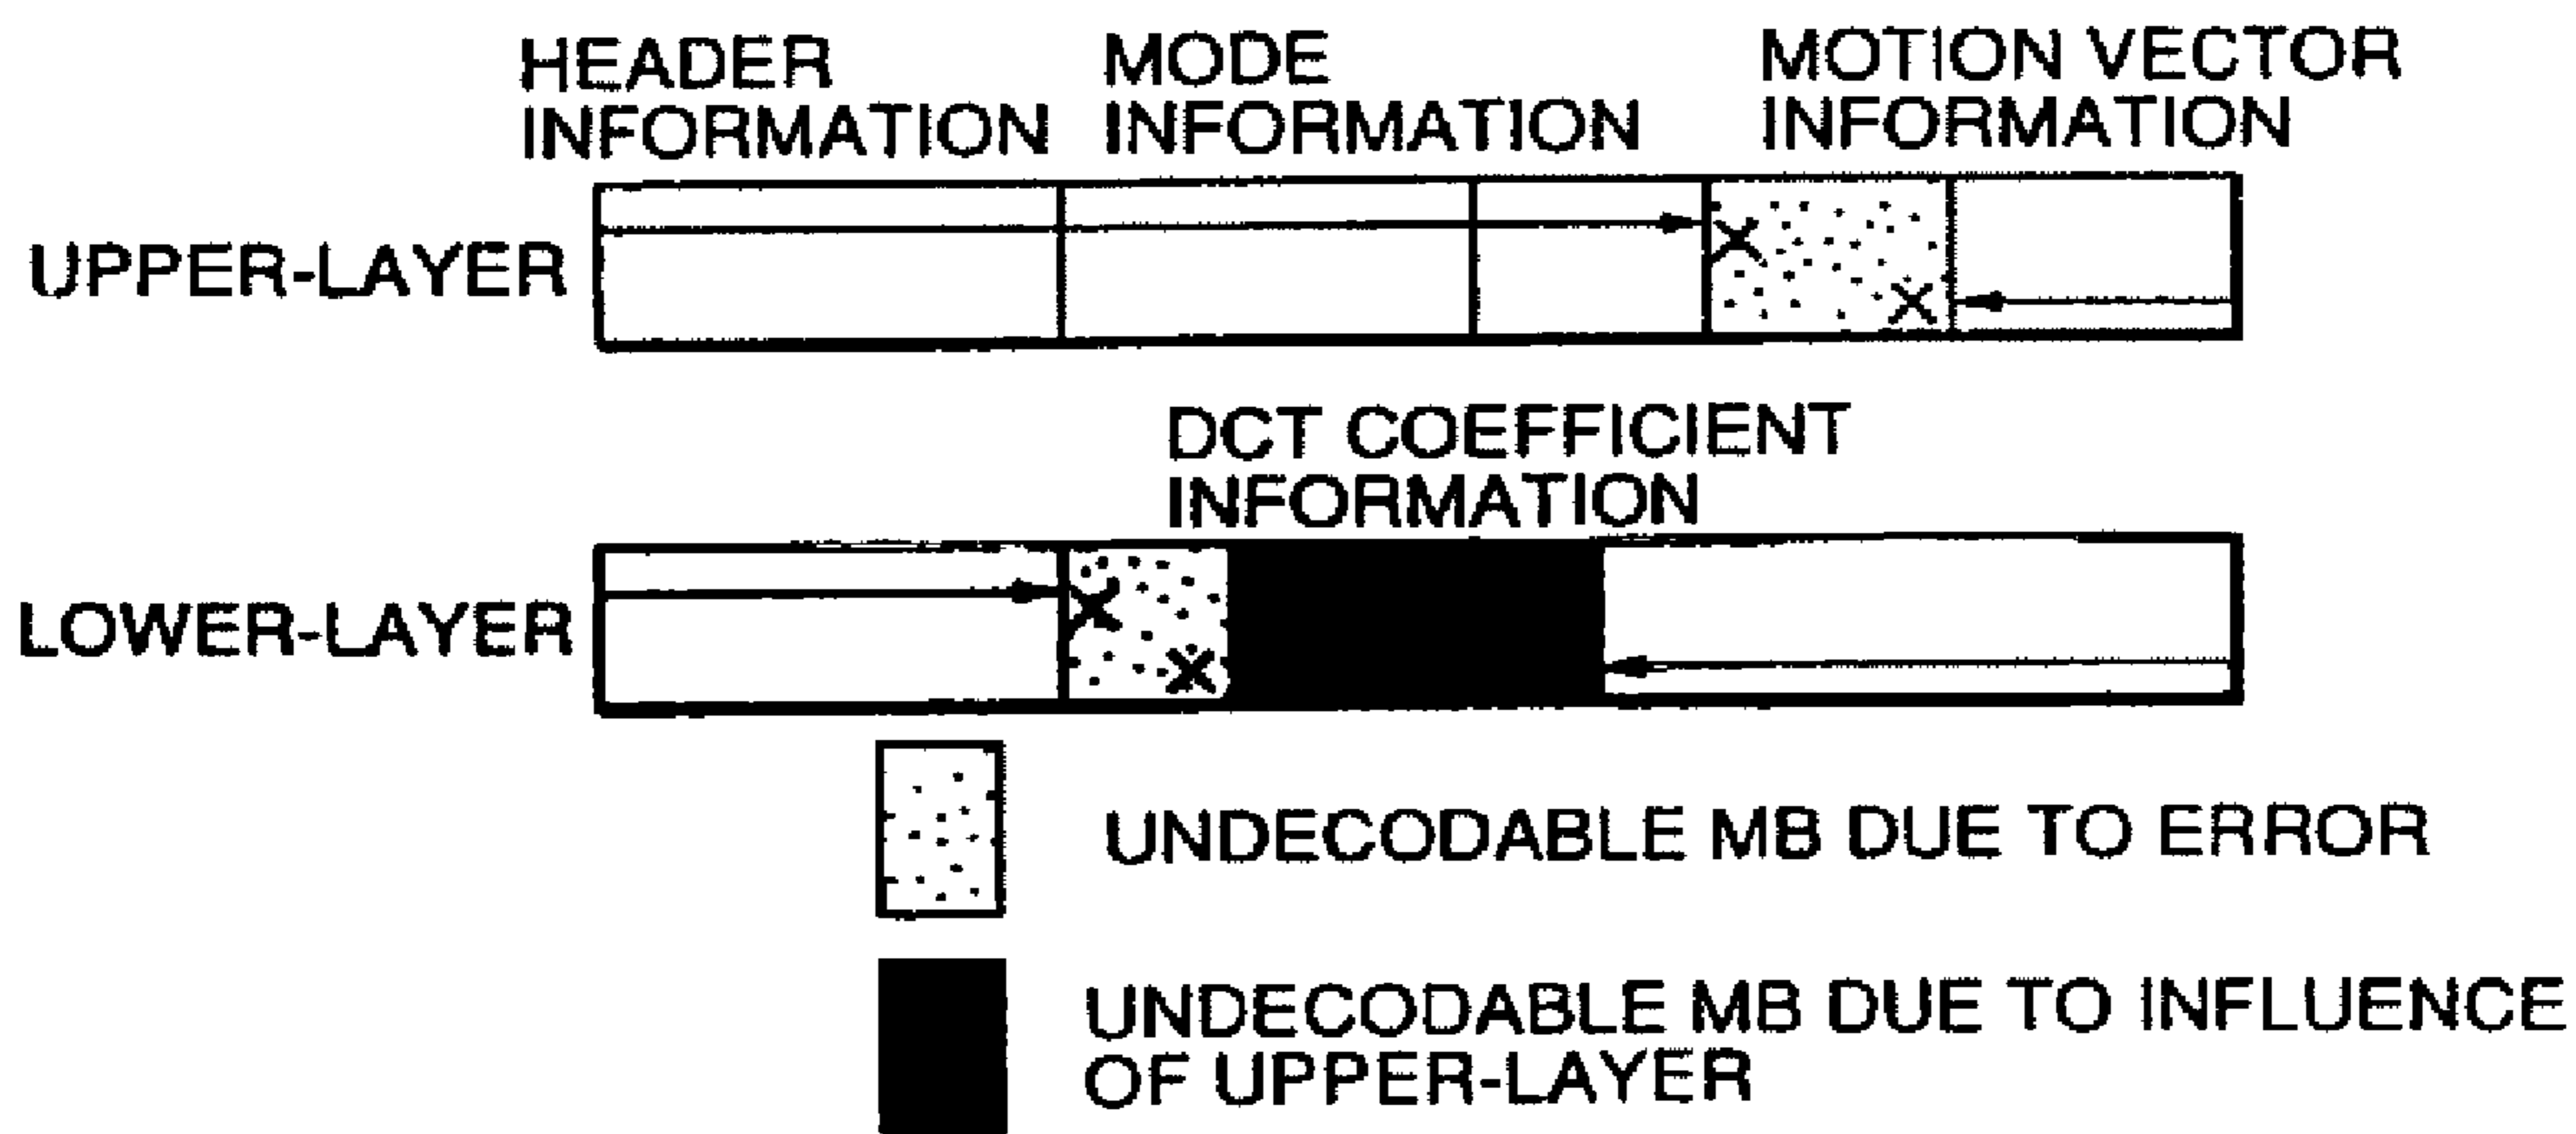 HEADER
INFORMATION
MODE
INFORMATION
MOTION VECTOR
INFORMATION
UPPER-LAYER
DCT COEFFICIENT
INFORMATION
LOWER-LAYER
UNDECODABLE MB DUE TO ERROR
UNDECODABLE MB DUE TO INFLUENCE
OF UPPER-LAYER